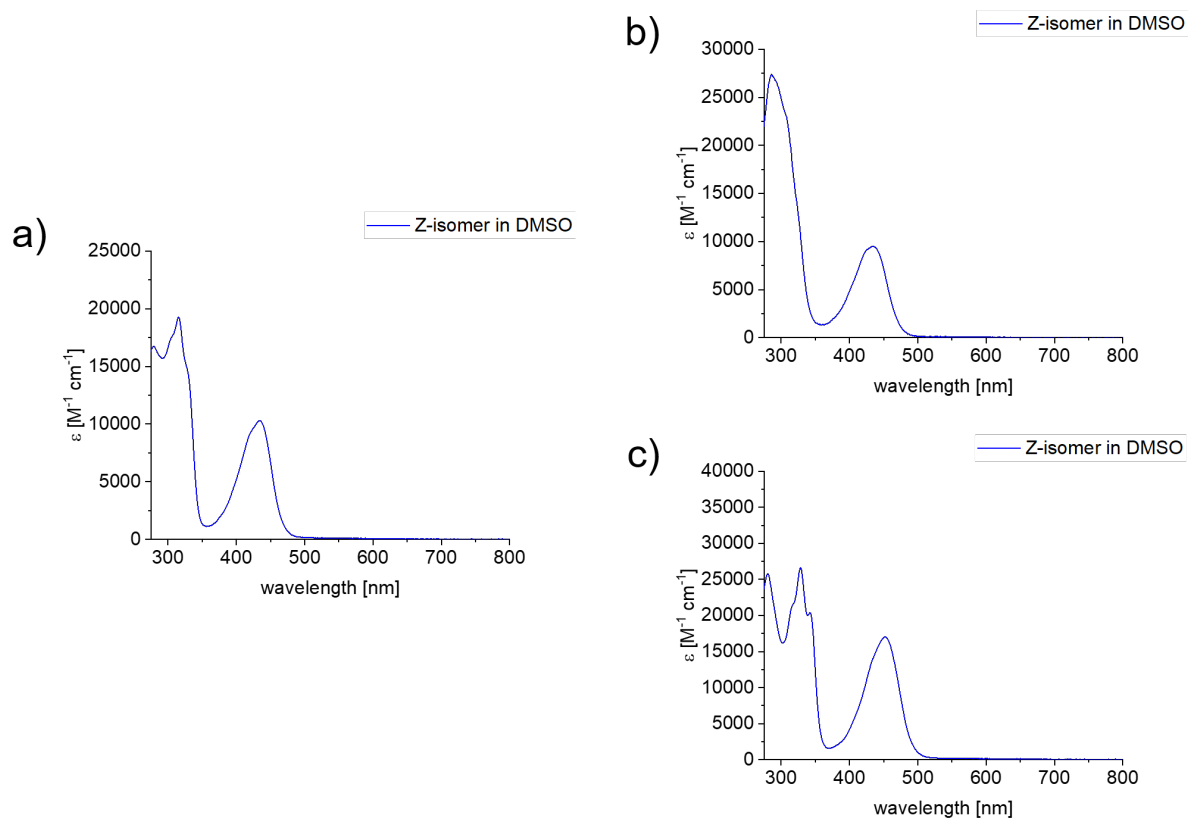 a)
Z-isomer in DMSO
25000
20000
15000
10000
5000
0
ε [M⁻¹ cm⁻¹]
300 400 500 600 700 800
wavelength [nm]
b)
Z-isomer in DMSO
30000
25000
20000
15000
10000
5000
0
ε [M⁻¹ cm⁻¹]
300 400 500 600 700 800
wavelength [nm]
c)
Z-isomer in DMSO
40000
35000
30000
25000
20000
15000
10000
5000
0
ε [M⁻¹ cm⁻¹]
300 400 500 600 700 800
wavelength [nm]